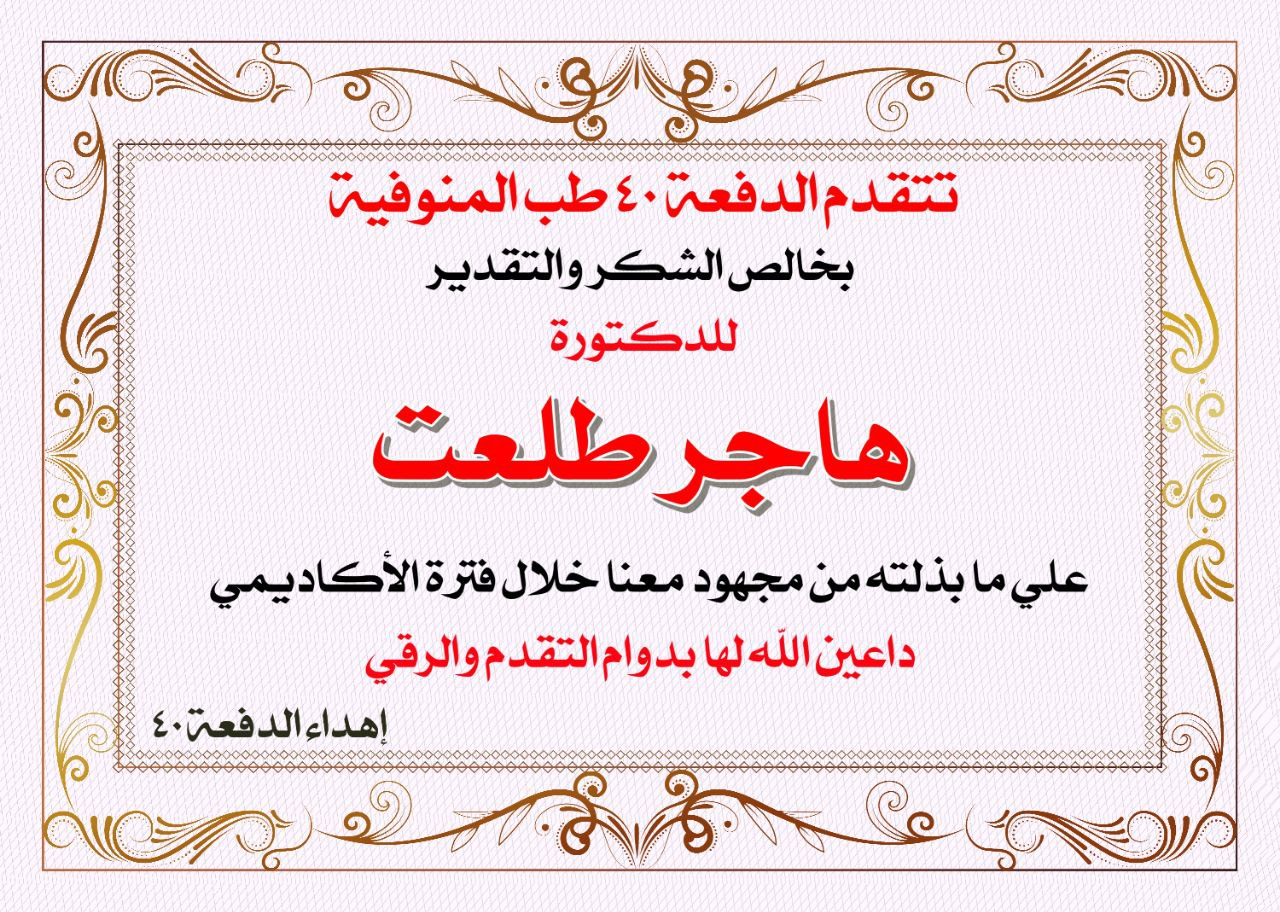 تتقدم الدفعة ٤٠ طب المنوفية
بخالص الشكر والتقدير
للدكتورة
هاجر طلعت
علي ما بذلته من مجهود معنا خلال فترة الأكاديمي
داعين الله لها بدوام التقدم والرقي
إهداء الدفعة ٤٠